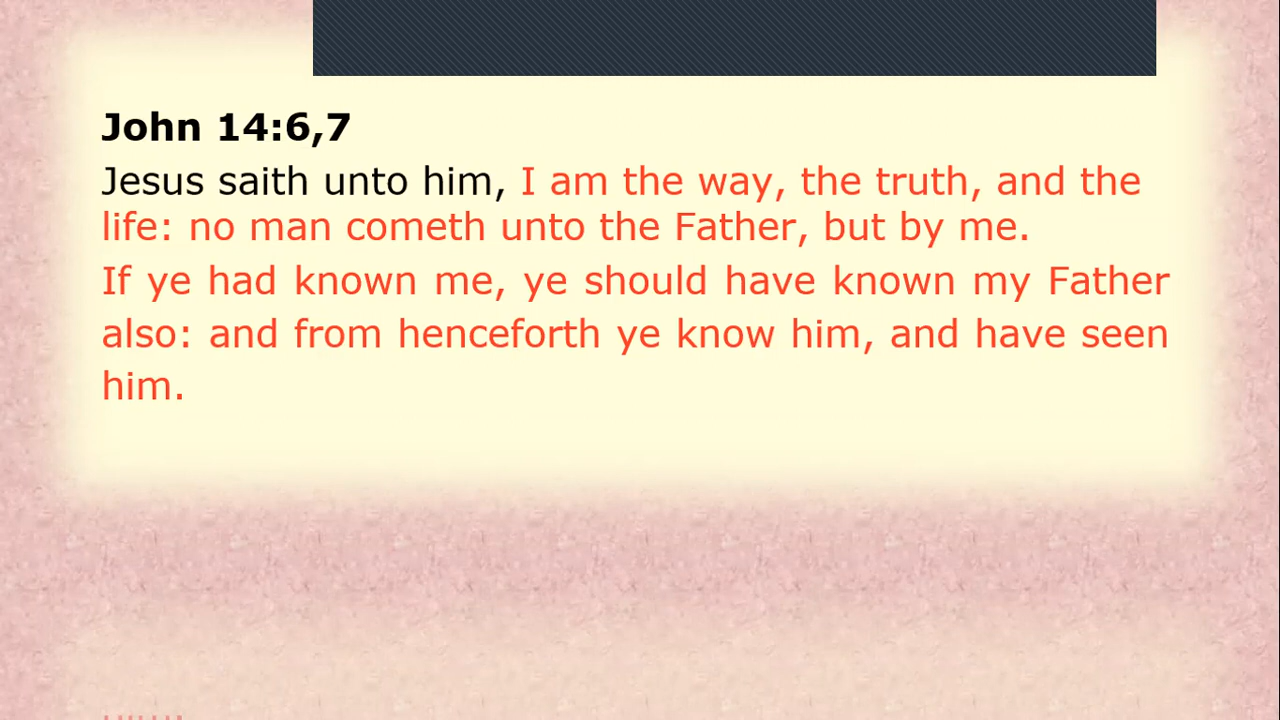 John 14:6,7
Jesus saith unto him, I am the way, the truth, and the
life: no man cometh unto the Father, but by me.
If ye had known me, ye should have known my Father
also: and from henceforth ye know him, and have seen
him.